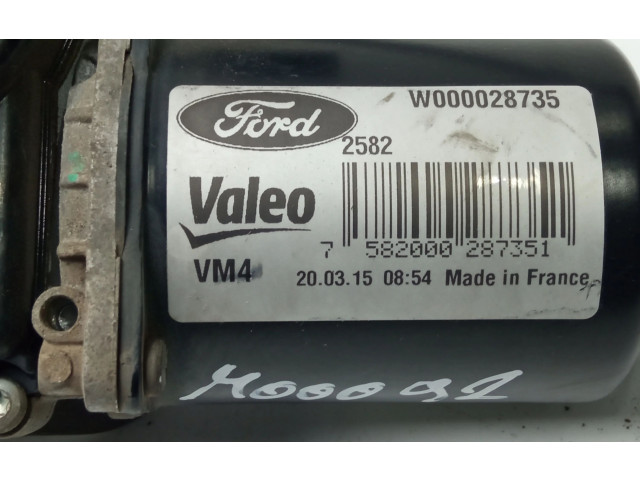 Ford W000028735
2582
Valeo
7 582000 287351
VM4 20.03.15 08:54 Made in France